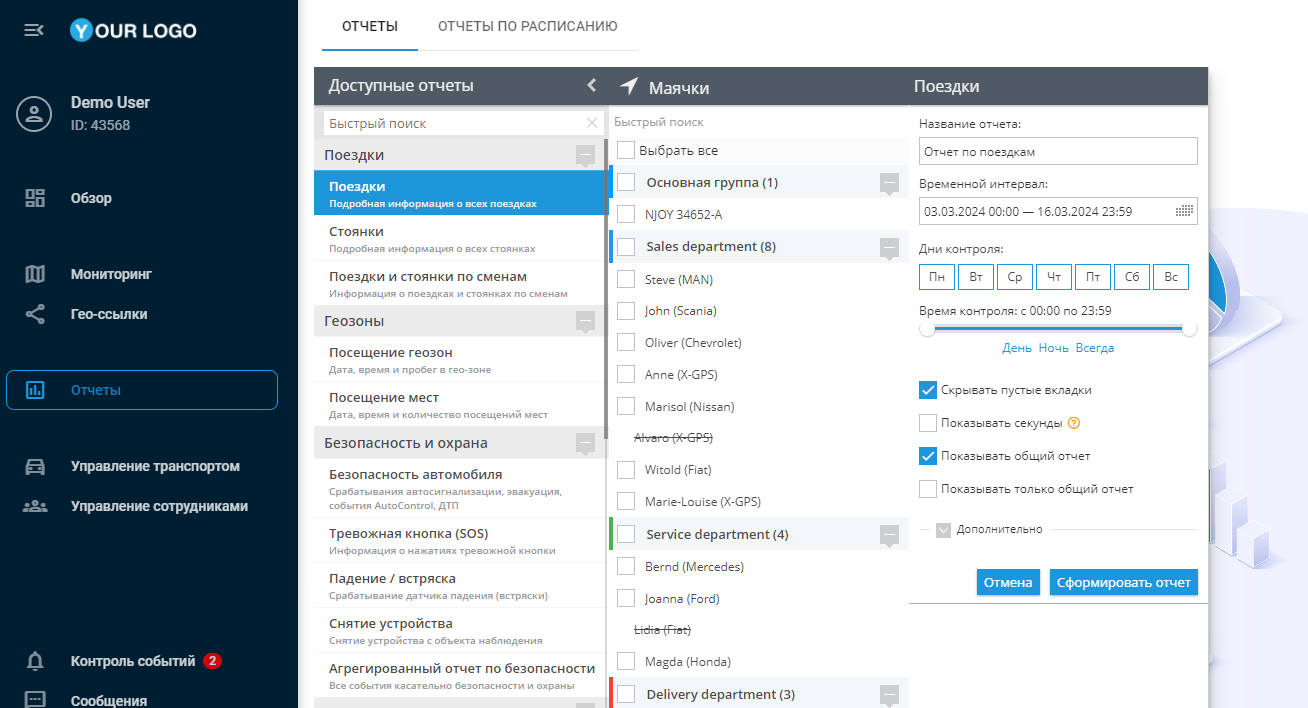 YOUR LOGO
Demo User
ID: 43568
Обзор
Мониторинг
Гео-ссылки
Отчеты
Управление транспортом
Управление сотрудниками
Контроль событий 2
Сообщения
ОТЧЕТЫ
ОТЧЕТЫ ПО РАСПИСАНИЮ
Доступные отчеты
Быстрый поиск
Поездки
Поездки
Подробная информация о всех поездках
Стоянки
Подробная информация о всех стоянках
Поездки и стоянки по сменам
Информация о поездках и стоянках по сменам
Геозоны
Посещение геозон
Дата, время и пробег в гео-зоне
Посещение мест
Дата, время и количество посещений мест
Безопасность и охрана
Безопасность автомобиля
Срабатывания автосигнализации, эвакуация,
события AutoControl, ДТП
Тревожная кнопка (SOS)
Информация о нажатиях тревожной кнопки
Падение / встряска
Срабатывание датчика падения (встряски)
Снятие устройства
Снятие устройства с объекта наблюдения
Агрегированный отчет по безопасности
Все события касательно безопасности и охраны
Маячки
Быстрый поиск
Выбрать все
Основная группа (1)
NJOY 34652-A
Sales department (8)
Steve (MAN)
John (Scania)
Oliver (Chevrolet)
Anne (X-GPS)
Marisol (Nissan)
Alvaro (X-GPS)
Witold (Fiat)
Marie-Louise (X-GPS)
Service department (4)
Bernd (Mercedes)
Joanna (Ford)
Lidia (Fiat)
Magda (Honda)
Delivery department (3)
Поездки
Название отчета:
Отчет по поездкам
Временной интервал:
03.03.2024 00:00 — 16.03.2024 23:59
Дни контроля:
Пн Вт Ср Чт Пт Сб Вс
Время контроля: с 00:00 по 23:59
День Ночь Всегда
Скрывать пустые вкладки
Показывать секунды ?
Показывать общий отчет
Показывать только общий отчет
Дополнительно
Отмена
Сформировать отчет